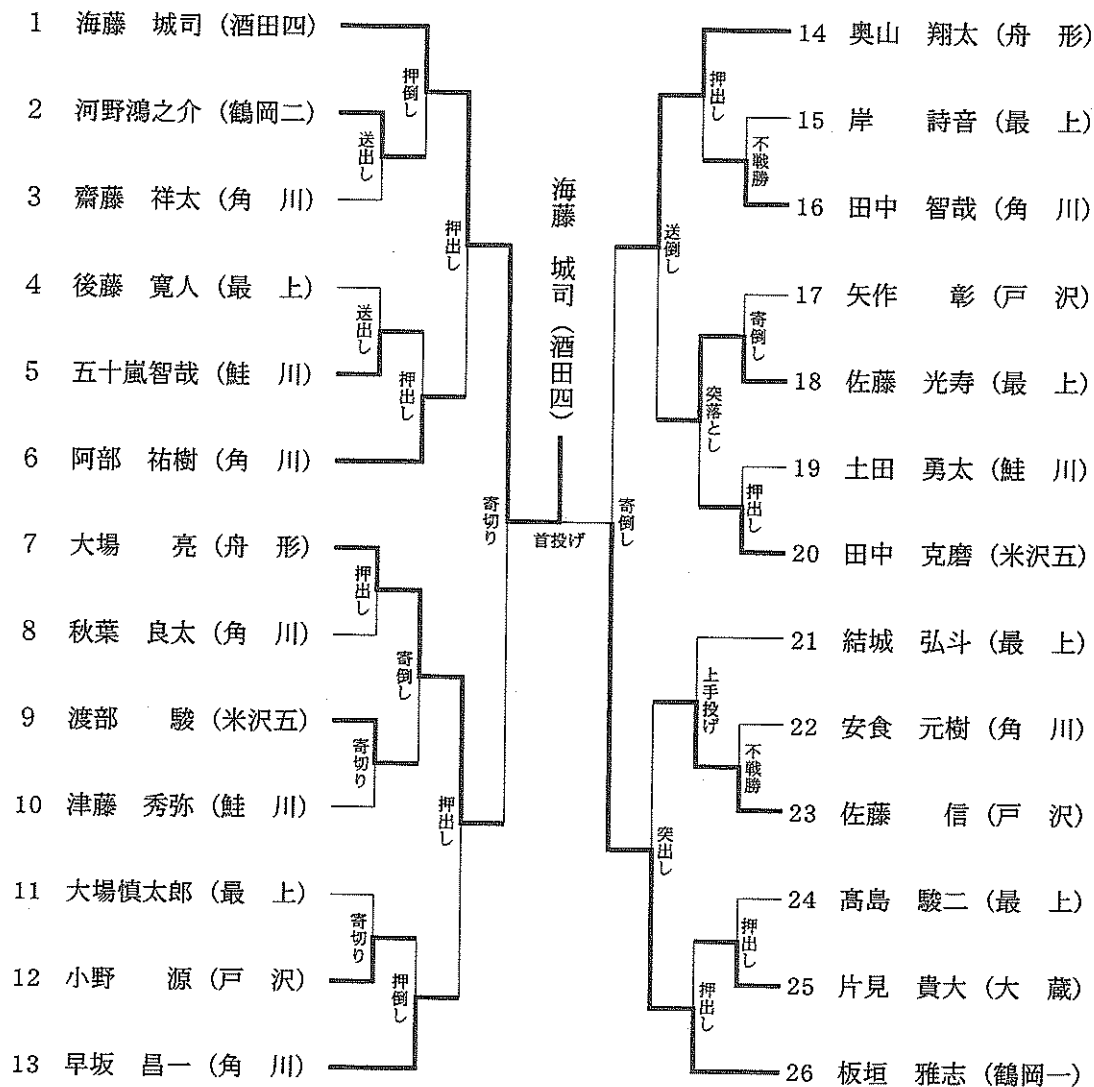 1 海藤 城司 (酒田四)
押倒し
2 河野鴻之介 (鶴岡二)
送出し
3 齋藤 祥太 (角 川)
押出し
4 後藤 寛人 (最 上)
送出し
5 五十嵐智哉 (鮭 川)
押出し
6 阿部 祐樹 (角 川)
寄切り
7 大場 亮 (舟 形)
押出し
8 秋葉 良太 (角 川)
寄倒し
9 渡部 駿 (米沢五)
寄切り
10 津藤 秀弥 (鮭 川)
押出し
11 大場慎太郎 (最 上)
寄切り
12 小野 源 (戸 沢)
押倒し
13 早坂 昌一 (角 川)
海藤 城司 (酒田四)
首投げ
14 奥山 翔太 (舟 形)
押出し
15 岸 詩音 (最 上)
不戦勝
16 田中 智哉 (角 川)
送倒し
17 矢作 彰 (戸 沢)
寄倒し
18 佐藤 光寿 (最 上)
突落とし
19 土田 勇太 (鮭 川)
押出し
20 田中 克磨 (米沢五)
寄倒し
21 結城 弘斗 (最 上)
上手投げ
22 安食 元樹 (角 川)
不戦勝
23 佐藤 信 (戸 沢)
突出し
24 髙島 駿二 (最 上)
押出し
25 片見 貴大 (大 蔵)
押出し
26 板垣 雅志 (鶴岡一)